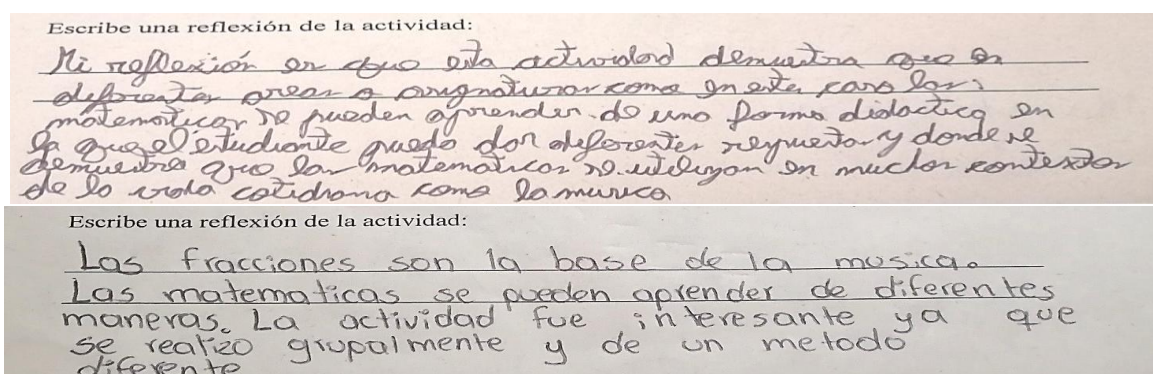 Escribe una reflexión de la actividad:
Mi reflexión es que esta actividad demuestra que en
diferentes areas o asignaturas como en este caso las
matematicas se pueden aprender de una forma didactica en
la que el estudiante puede dar diferentes respuestas y donde se
demuestra que las matematicas se utilizan en muchos contextos
de la vida cotidiana como la musica
Escribe una reflexión de la actividad:
Las fracciones son la base de la musica.
Las matematicas se pueden aprender de diferentes
maneras. La actividad fue interesante ya que
se realizo grupalmente y de un metodo
diferente